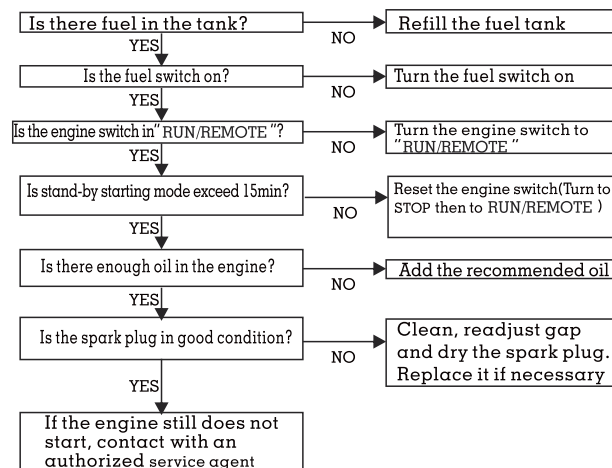 Is there fuel in the tank?
NO
Refill the fuel tank
YES
Is the fuel switch on?
NO
Turn the fuel switch on
YES
Is the engine switch in" RUN/REMOTE "?
NO
Turn the engine switch to
"RUN/REMOTE "
YES
Is stand-by starting mode exceed 15min?
NO
Reset the engine switch(Turn to
STOP then to RUN/REMOTE )
YES
Is there enough oil in the engine?
NO
Add the recommended oil
YES
Is the spark plug in good condition?
NO
Clean, readjust gap
and dry the spark plug.
Replace it if necessary
YES
If the engine still does not
start, contact with an
authorized service agent